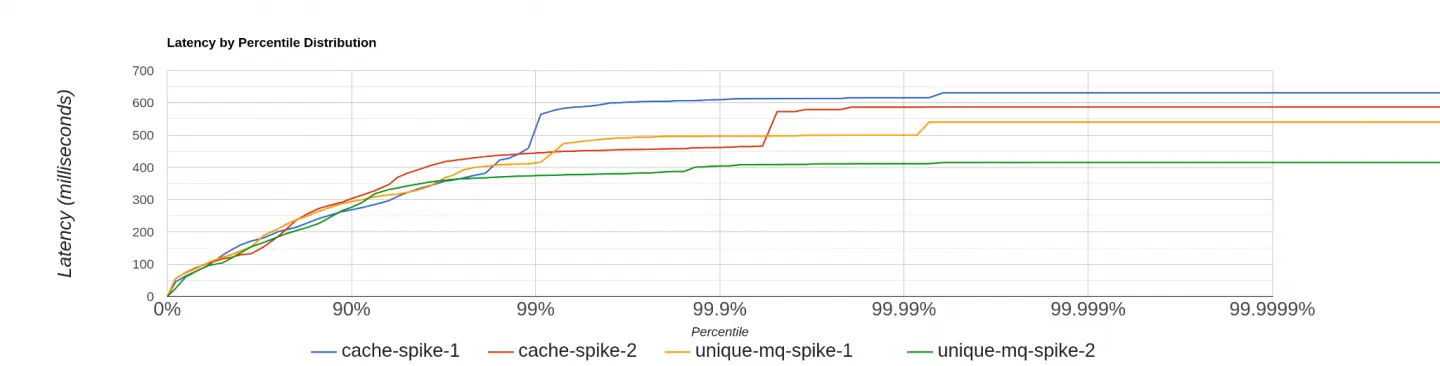 Latency by Percentile Distribution
Latency (milliseconds)
700
600
500
400
300
200
100
0
0% 90% 99% 99.9% 99.99% 99.999% 99.9999%
Percentile
cache-spike-1 cache-spike-2 unique-mq-spike-1 unique-mq-spike-2